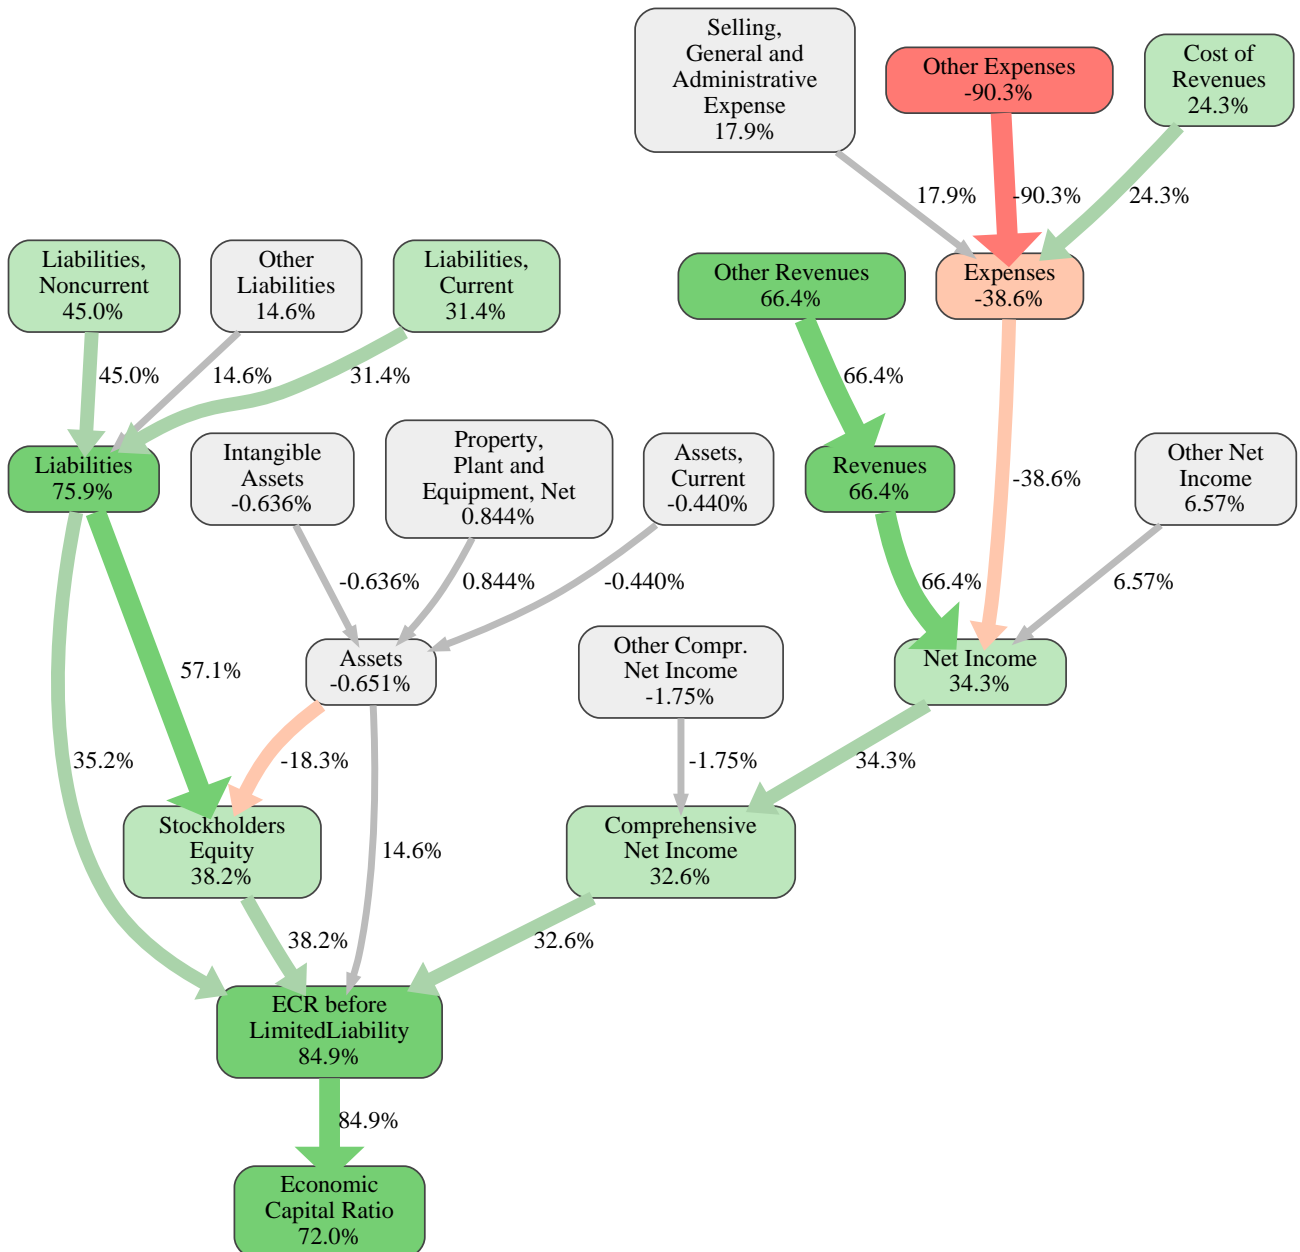 Selling,
General and
Administrative
Expense
17.9%
Other Expenses
-90.3%
Cost of
Revenues
24.3%
17.9%
-90.3%
24.3%
Liabilities,
Noncurrent
45.0%
Other
Liabilities
14.6%
Liabilities,
Current
31.4%
Other Revenues
66.4%
Expenses
-38.6%
45.0%
14.6%
31.4%
66.4%
-38.6%
Liabilities
75.9%
Intangible
Assets
-0.636%
Property,
Plant and
Equipment, Net
0.844%
Assets,
Current
-0.440%
Revenues
66.4%
Other Net
Income
6.57%
-0.636%
0.844%
-0.440%
66.4%
6.57%
57.1%
Assets
-0.651%
Other Compr.
Net Income
-1.75%
Net Income
34.3%
35.2%
-18.3%
14.6%
-1.75%
34.3%
Stockholders
Equity
38.2%
Comprehensive
Net Income
32.6%
38.2%
32.6%
ECR before
LimitedLiability
84.9%
84.9%
Economic
Capital Ratio
72.0%